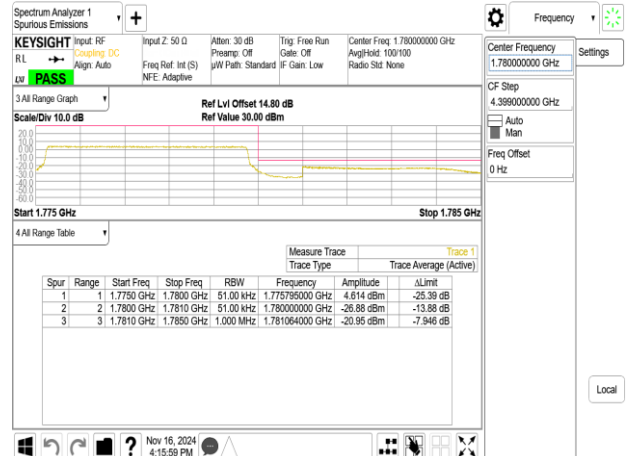 Spectrum Analyzer 1
Spurious Emissions
Frequency
KEYSIGHT
Input: RF
Coupling: DC
Align: Auto
Input Z: 50 Ω
Freq Ref: Int (S)
NFE: Adaptive
Atten: 30 dB
Preamp: Off
µW Path: Standard
Trig: Free Run
Gate: Off
IF Gain: Low
Center Freq: 1.780000000 GHz
Avg|Hold: 100/100
Radio Std: None
RL
LXI
PASS
Center Frequency
1.780000000 GHz
Settings
CF Step
4.399000000 GHz
Auto
Man
Freq Offset
0 Hz
Local
3 All Range Graph
Ref Lvl Offset 14.80 dB
Scale/Div 10.0 dB
Ref Value 30.00 dBm
20.0
10.0
0.00
-10.0
-20.0
-30.0
-40.0
-50.0
-60.0
Start 1.775 GHz
Stop 1.785 GHz
4 All Range Table
Measure Trace Trace 1
Trace Type Trace Average (Active)
Spur Range Start Freq Stop Freq RBW Frequency Amplitude ΔLimit
1 1 1.7750 GHz 1.7800 GHz 51.00 kHz 1.775795000 GHz 4.614 dBm -25.39 dB
2 2 1.7800 GHz 1.7810 GHz 51.00 kHz 1.780000000 GHz -26.88 dBm -13.88 dB
3 3 1.7810 GHz 1.7850 GHz 1.000 MHz 1.781064000 GHz -20.95 dBm -7.946 dB
Nov 16, 2024
4:15:59 PM